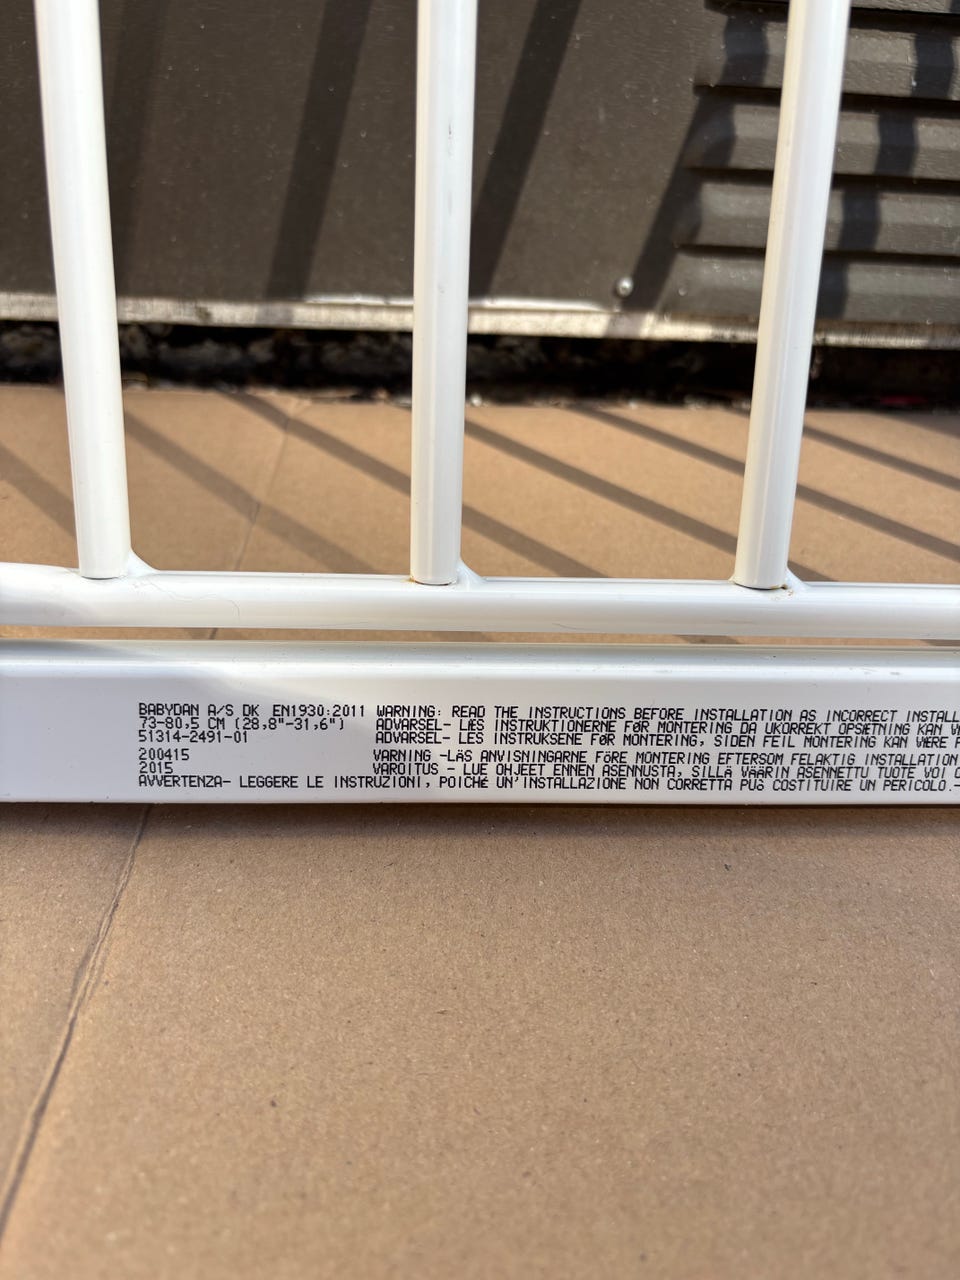 BABYDAN A/S DK EN1930:2011 WARNING: READ THE INSTRUCTIONS BEFORE INSTALLATION AS INCORRECT
73-80,5 CM (28,8"-31,6") ADVARSEL- LÆS INSTRUKTIONERNE FØR MONTERING DA UKORREKT OPSÆTNING KAN
51314-2491-01 ADVARSEL- LES INSTRUKSENE FØR MONTERING, SIDEN FEIL MONTERING KAN VÆRE
200415 VARNING -LÄS ANVISNINGARNE FÖRE MONTERING EFTERSOM FELAKTIG INSTALLATION
2015 VAROITUS - LUE OHJEET ENNEN ASENNUSTA, SILLÄ VÄÄRIN ASENNETTU TUOTE VOI
AVVERTENZA- LEGGERE LE INSTRUZIONI, POICHÉ UN'INSTALLAZIONE NON CORRETTA PUÓ COSTITUIRE UN PERICOLO.-